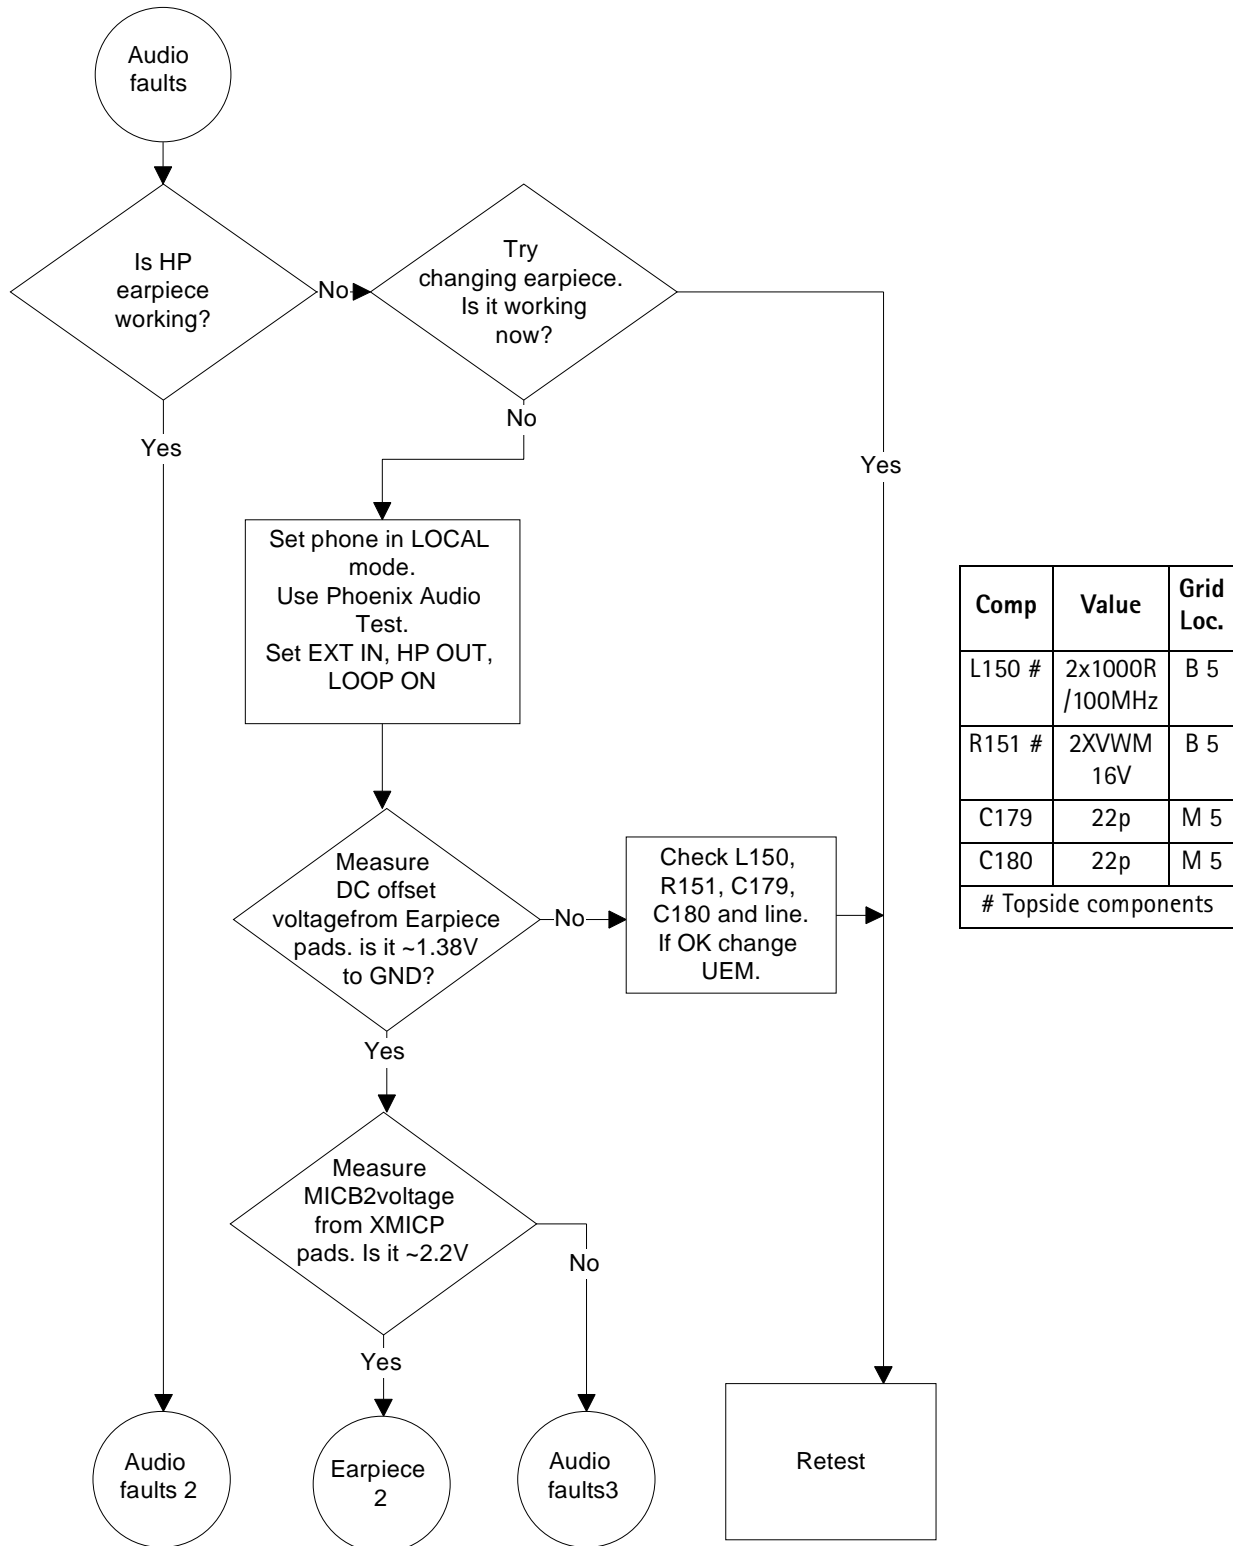 Audio
faults
Is HP
earpiece
working?
No
Try
changing earpiece.
Is it working
now?
No
Yes
Yes
Set phone in LOCAL
mode.
Use Phoenix Audio
Test.
Set EXT IN, HP OUT,
LOOP ON
Comp Value Grid Loc.
L150 # 2x1000R /100MHz B 5
R151 # 2XVWM 16V B 5
C179 22p M 5
C180 22p M 5
# Topside components
Measure
DC offset
voltagefrom Earpiece
pads. is it ~1.38V
to GND?
No
Check L150,
R151, C179,
C180 and line.
If OK change
UEM.
Yes
Measure
MICB2voltage
from XMICP
pads. Is it ~2.2V
No
Yes
Audio
faults 2
Earpiece
2
Audio
faults3
Retest